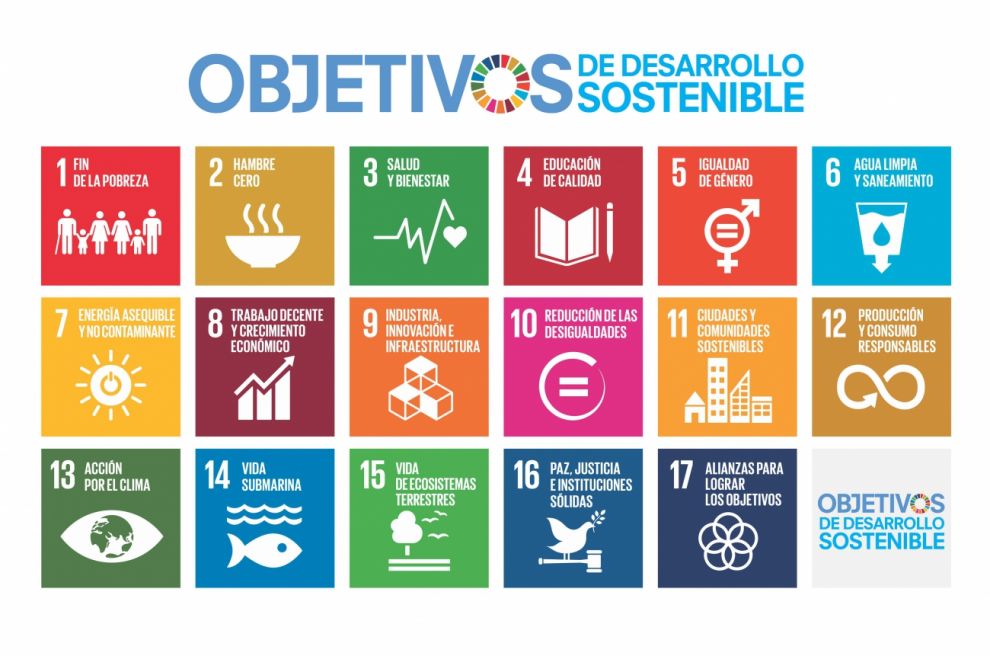 OBJETIVOS DE DESARROLLO
SOSTENIBLE
1 FIN
DE LA POBREZA
2 HAMBRE
CERO
3 SALUD
Y BIENESTAR
4 EDUCACIÓN
DE CALIDAD
5 IGUALDAD
DE GÉNERO
6 AGUA LIMPIA
Y SANEAMIENTO
7 ENERGÍA ASEQUIBLE
Y NO CONTAMINANTE
8 TRABAJO DECENTE
Y CRECIMIENTO
ECONÓMICO
9 INDUSTRIA,
INNOVACIÓN E
INFRAESTRUCTURA
10 REDUCCIÓN DE LAS
DESIGUALDADES
11 CIUDADES Y
COMUNIDADES
SOSTENIBLES
12 PRODUCCIÓN
Y CONSUMO
RESPONSABLES
13 ACCIÓN
POR EL CLIMA
14 VIDA
SUBMARINA
15 VIDA
DE ECOSISTEMAS
TERRESTRES
16 PAZ, JUSTICIA
E INSTITUCIONES
SÓLIDAS
17 ALIANZAS PARA
LOGRAR
LOS OBJETIVOS
OBJETIVOS
DE DESARROLLO
SOSTENIBLE